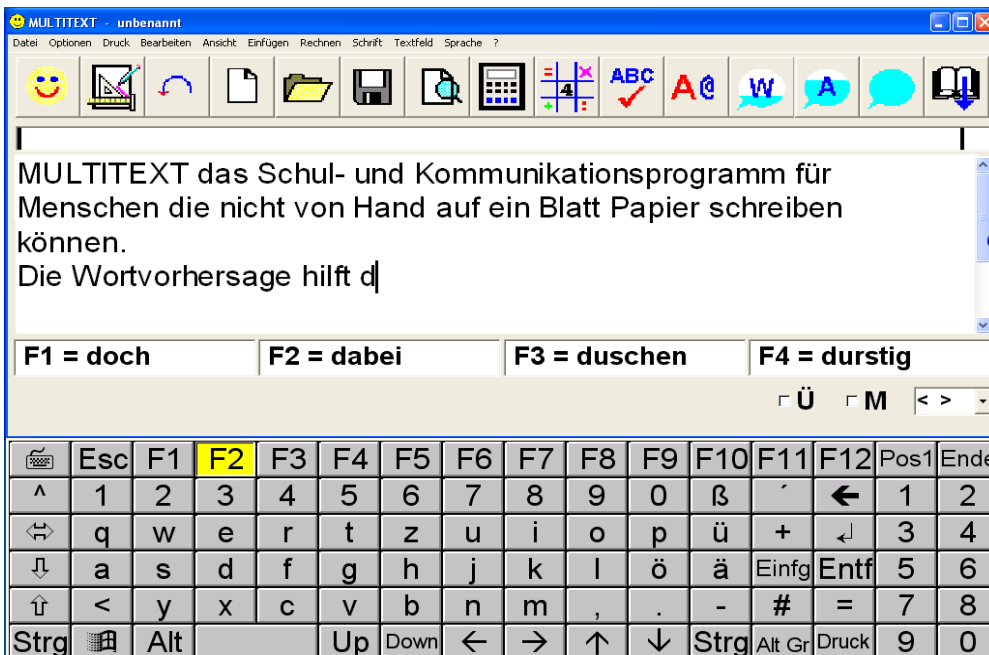 MULTITEXT - unbenannt
Datei Optionen Druck Bearbeiten Ansicht Einfügen Rechnen Schrift Textfeld Sprache ?
= x 4 + : ABC A@ W A
MULTITEXT das Schul- und Kommunikationsprogramm für
Menschen die nicht von Hand auf ein Blatt Papier schreiben
können.
Die Wortvorhersage hilft d
F1 = doch F2 = dabei F3 = duschen F4 = durstig
Ü M < >
Esc F1 F2 F3 F4 F5 F6 F7 F8 F9 F10 F11 F12 Pos1 Ende
^ 1 2 3 4 5 6 7 8 9 0 ß ´ ← 1 2
q w e r t z u i o p ü + ↵ 3 4
a s d f g h j k l ö ä Einfg Entf 5 6
< y x c v b n m , . - # = 7 8
Strg Alt Up Down ← → ↑ ↓ Strg Alt Gr Druck 9 0